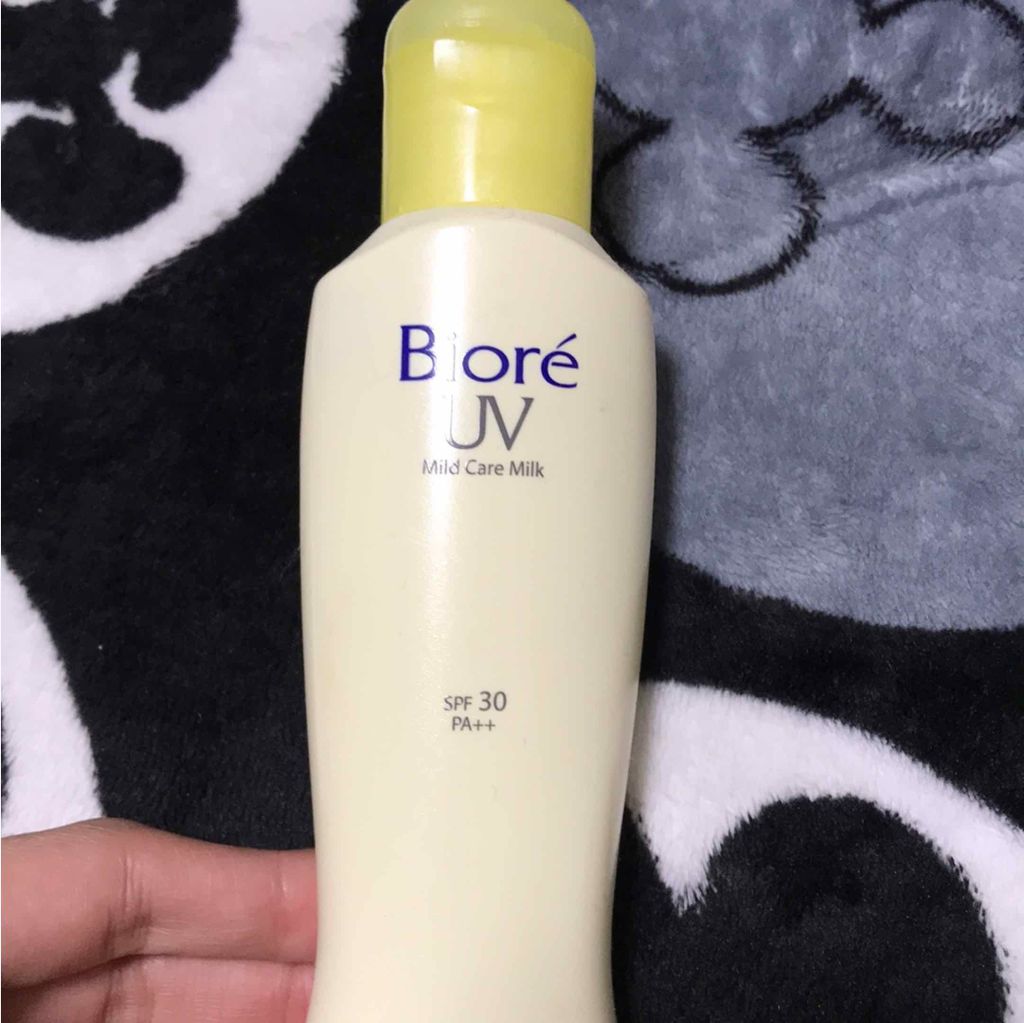 Bioré
UV
Mild Care Milk
SPF 30
PA++